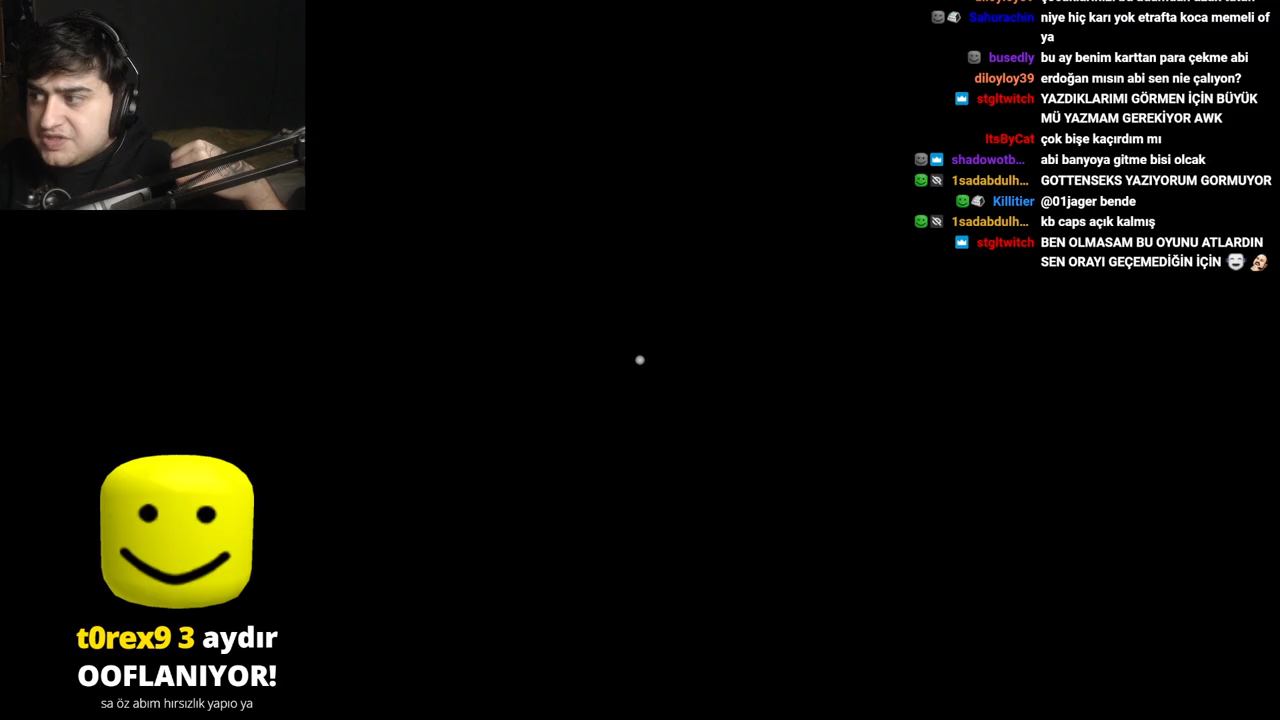 Sahurachin niye hiç karı yok etrafta koca memeli of
ya
busedly bu ay benim karttan para çekme abi
diloyloy39 erdoğan mısın abi sen nie çalıyon?
stgltwitch YAZDIKLARIMI GÖRMEN İÇİN BÜYÜK
MÜ YAZMAM GEREKİYOR AWK
ItsByCat çok bişe kaçırdım mı
shadowotb... abi banyoya gitme bisi olcak
1sadabdulh... GOTTENSEKS YAZIYORUM GORMUYOR
Killitier @01jager bende
1sadabdulh... kb caps açık kalmış
stgltwitch BEN OLMASAM BU OYUNU ATLARDIN
SEN ORAYI GEÇEMEDİĞİN İÇİN
t0rex9 3 aydır
OOFLANIYOR!
sa öz abım hırsızlık yapıo ya